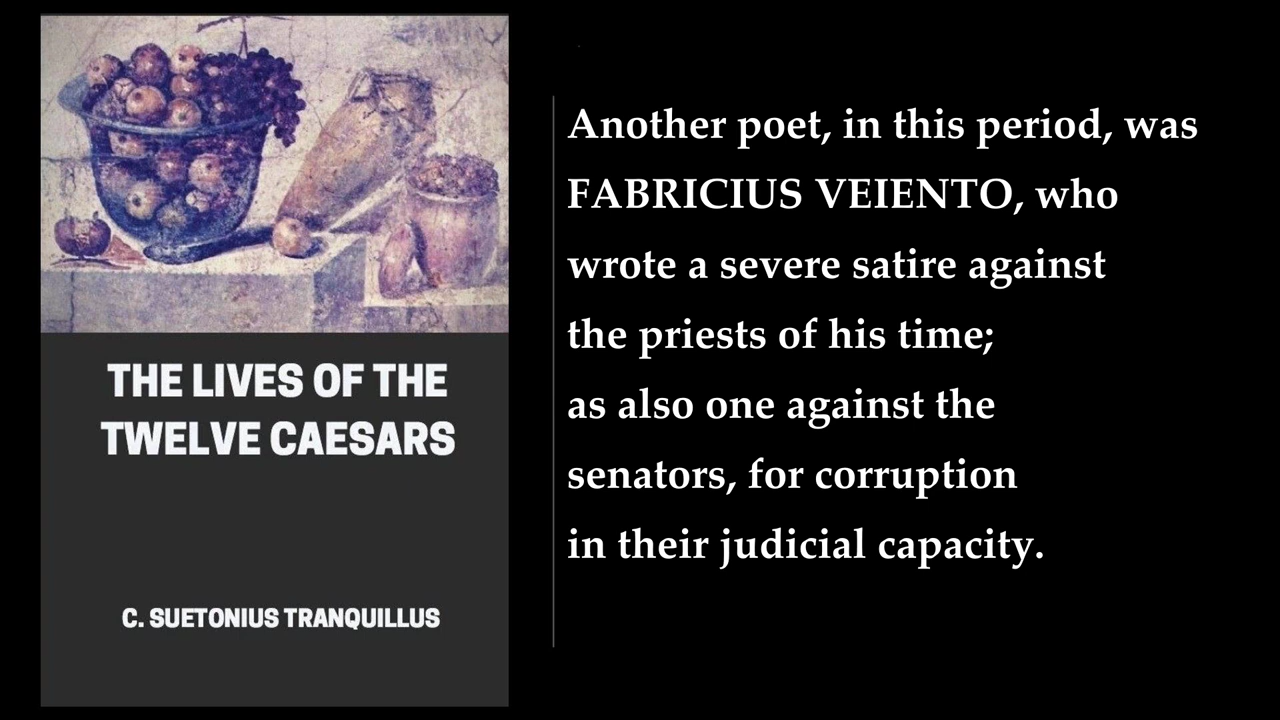 THE LIVES OF THE
TWELVE CAESARS
C. SUETONIUS TRANQUILLUS
Another poet, in this period, was
FABRICIUS VEIENTO, who
wrote a severe satire against
the priests of his time;
as also one against the
senators, for corruption
in their judicial capacity.